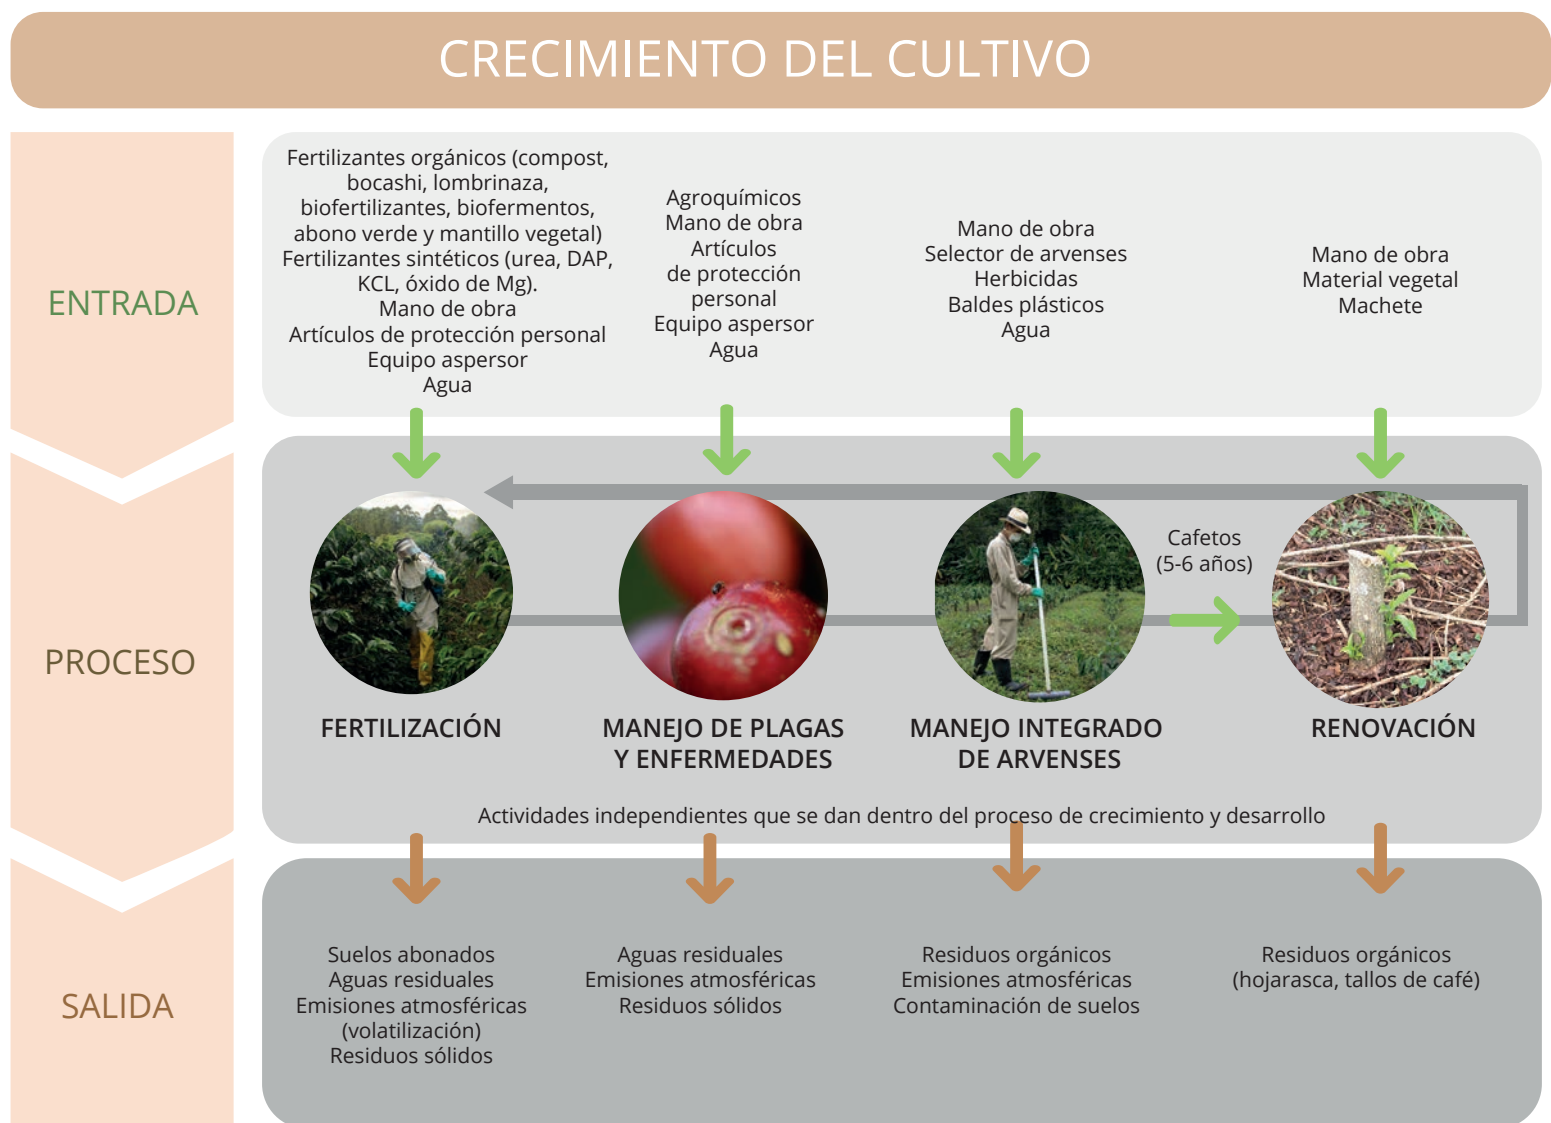 CRECIMIENTO DEL CULTIVO
ENTRADA
Fertilizantes orgánicos (compost,
bocashi, lombrinaza,
biofertilizantes, biofermentos,
abono verde y mantillo vegetal)
Fertilizantes sintéticos (urea, DAP,
KCL, óxido de Mg).
Mano de obra
Artículos de protección personal
Equipo aspersor
Agua
Agroquímicos
Mano de obra
Artículos
de protección
personal
Equipo aspersor
Agua
Mano de obra
Selector de arvenses
Herbicidas
Baldes plásticos
Agua
Mano de obra
Material vegetal
Machete
PROCESO
Cafetos
(5-6 años)
FERTILIZACIÓN
MANEJO DE PLAGAS
Y ENFERMEDADES
MANEJO INTEGRADO
DE ARVENSES
RENOVACIÓN
Actividades independientes que se dan dentro del proceso de crecimiento y desarrollo
SALIDA
Suelos abonados
Aguas residuales
Emisiones atmosféricas
(volatilización)
Residuos sólidos
Aguas residuales
Emisiones atmosféricas
Residuos sólidos
Residuos orgánicos
Emisiones atmosféricas
Contaminación de suelos
Residuos orgánicos
(hojarasca, tallos de café)